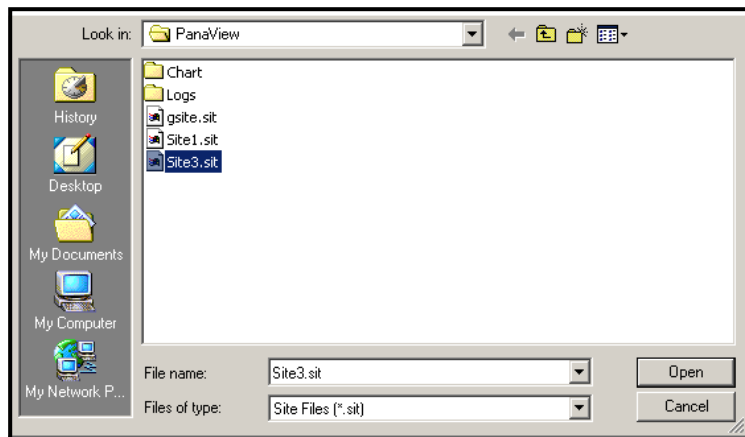 Look in: PanaView
Chart
Logs
gsite.sit
Site1.sit
Site3.sit
History
Desktop
My Documents
My Computer
My Network P...
File name: Site3.sit Open
Files of type: Site Files (*.sit) Cancel